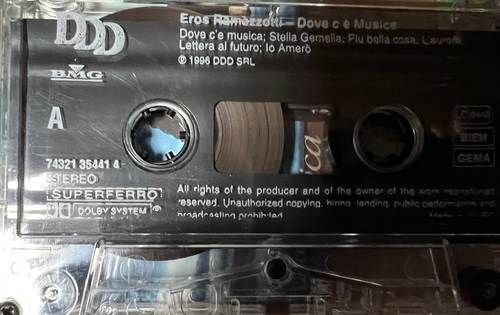 Eros Ramazzotti – Dove c è Musica
Dove c'e musica; Stella Gemella; Piu bella cosa, L'aurora
Lettera al futuro; Io Amerò
℗ 1996 DDD SRL
DDD
BMG
A
74321 35441 4
STEREO
SUPERFERRO
DOLBY SYSTEM
BIEM
GEMA
ca
All rights of the producer and of the owner of the work reproduced
reserved. Unauthorized copying, hiring, lending, public performance and
broadcasting prohibited